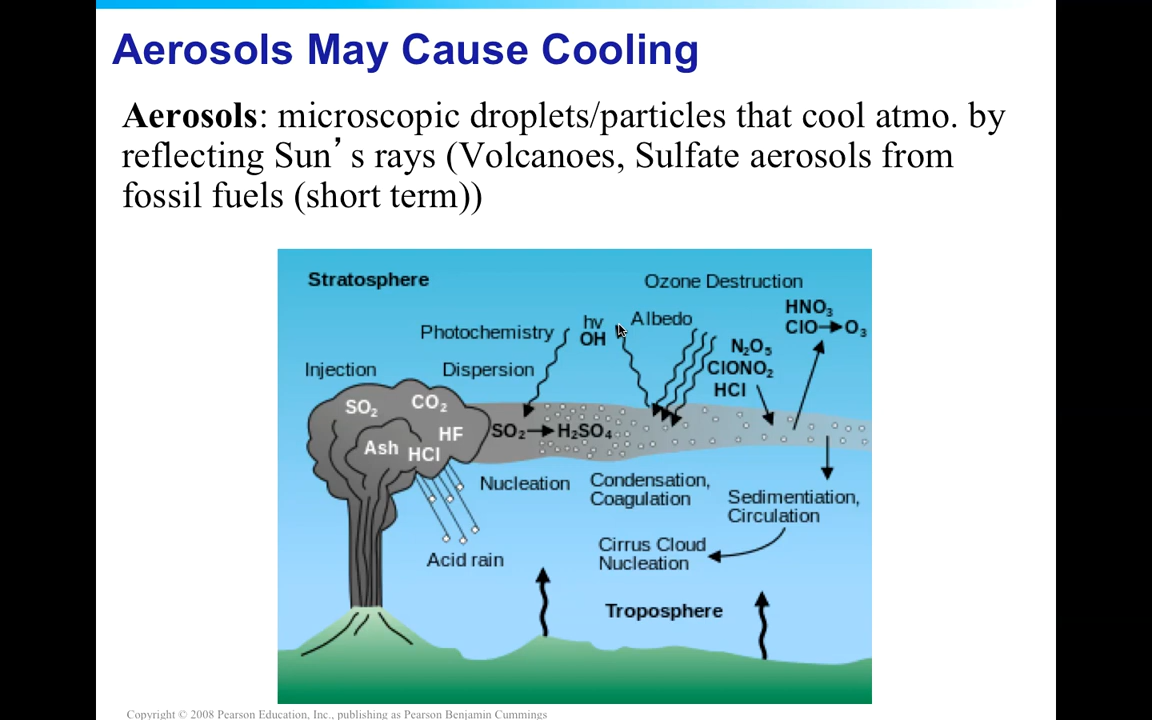 Aerosols May Cause Cooling
Aerosols: microscopic droplets/particles that cool atmo. by
reflecting Sun’s rays (Volcanoes, Sulfate aerosols from
fossil fuels (short term))
Stratosphere
Ozone Destruction
HNO₃
ClO→O₃
hv
OH
Albedo
Photochemistry
N₂O₅
ClONO₂
HCl
Injection
Dispersion
SO₂
CO₂
HF
Ash
HCl
SO₂→H₂SO₄
Nucleation
Condensation,
Coagulation
Sedimentiation,
Circulation
Acid rain
Cirrus Cloud
Nucleation
Troposphere
Copyright © 2008 Pearson Education, Inc., publishing as Pearson Benjamin Cummings